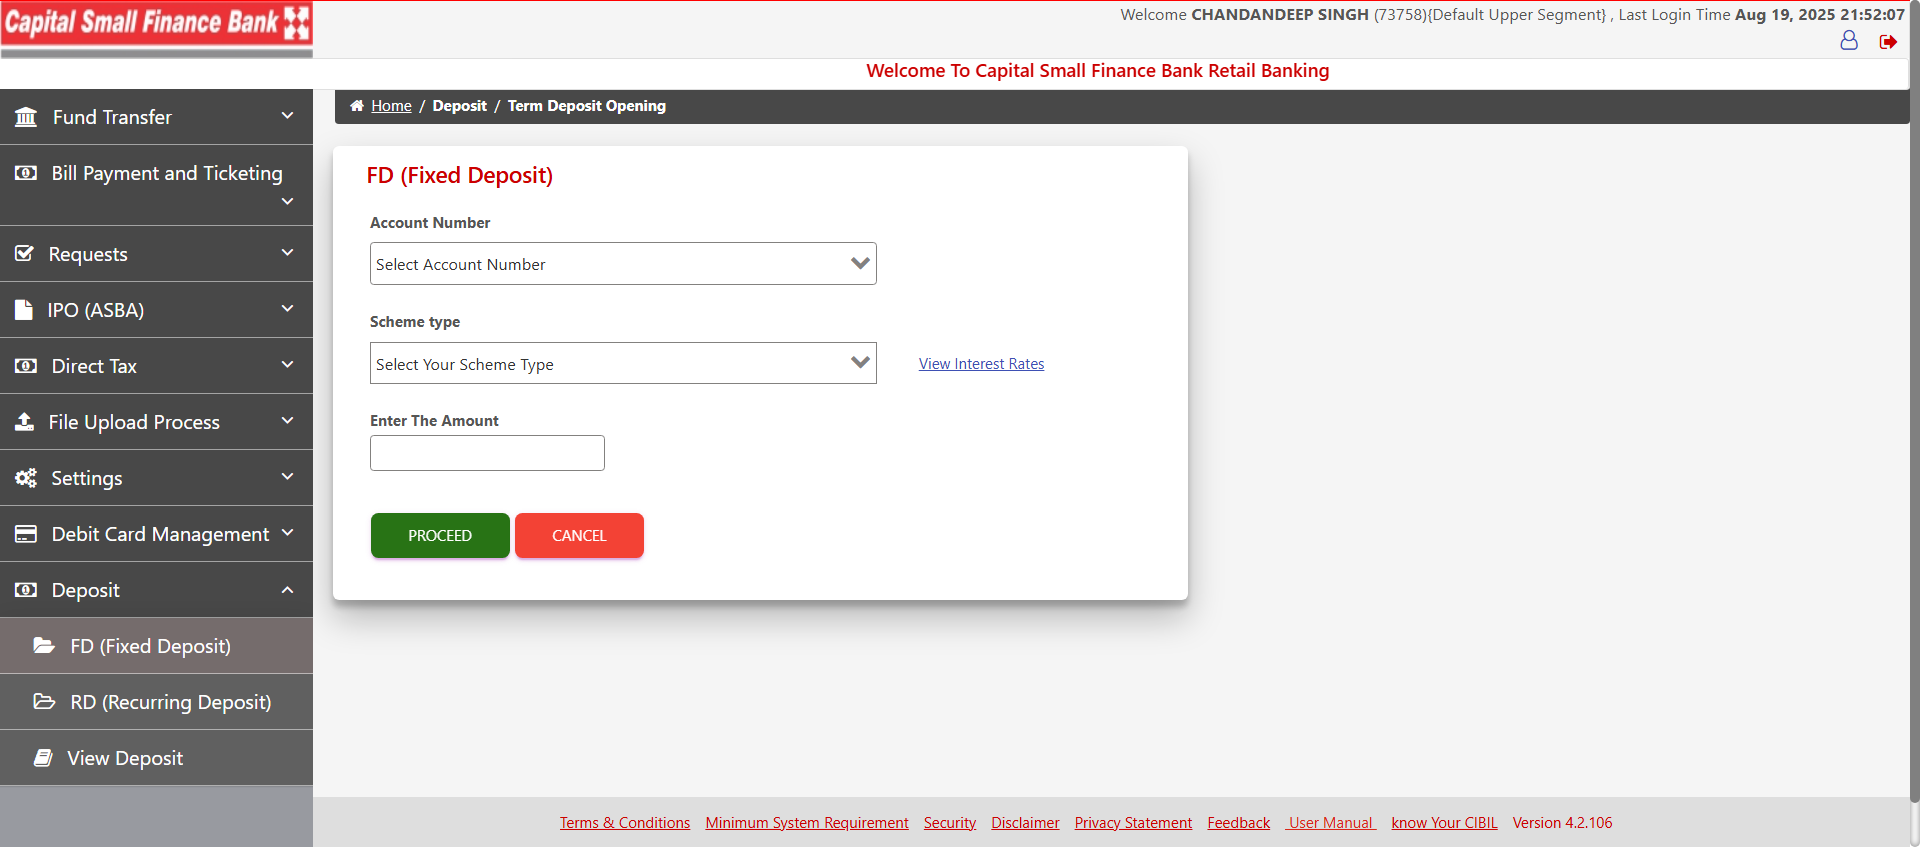 Capital Small Finance Bank
Welcome CHANDANDEEP SINGH (73758){Default Upper Segment} , Last Login Time Aug 19, 2025 21:52:07
Welcome To Capital Small Finance Bank Retail Banking
Fund Transfer
Bill Payment and Ticketing
Requests
IPO (ASBA)
Direct Tax
File Upload Process
Settings
Debit Card Management
Deposit
FD (Fixed Deposit)
RD (Recurring Deposit)
View Deposit
Home / Deposit / Term Deposit Opening
FD (Fixed Deposit)
Account Number
Select Account Number
Scheme type
Select Your Scheme Type
View Interest Rates
Enter The Amount
PROCEED CANCEL
Terms & Conditions Minimum System Requirement Security Disclaimer Privacy Statement Feedback User Manual know Your CIBIL Version 4.2.106